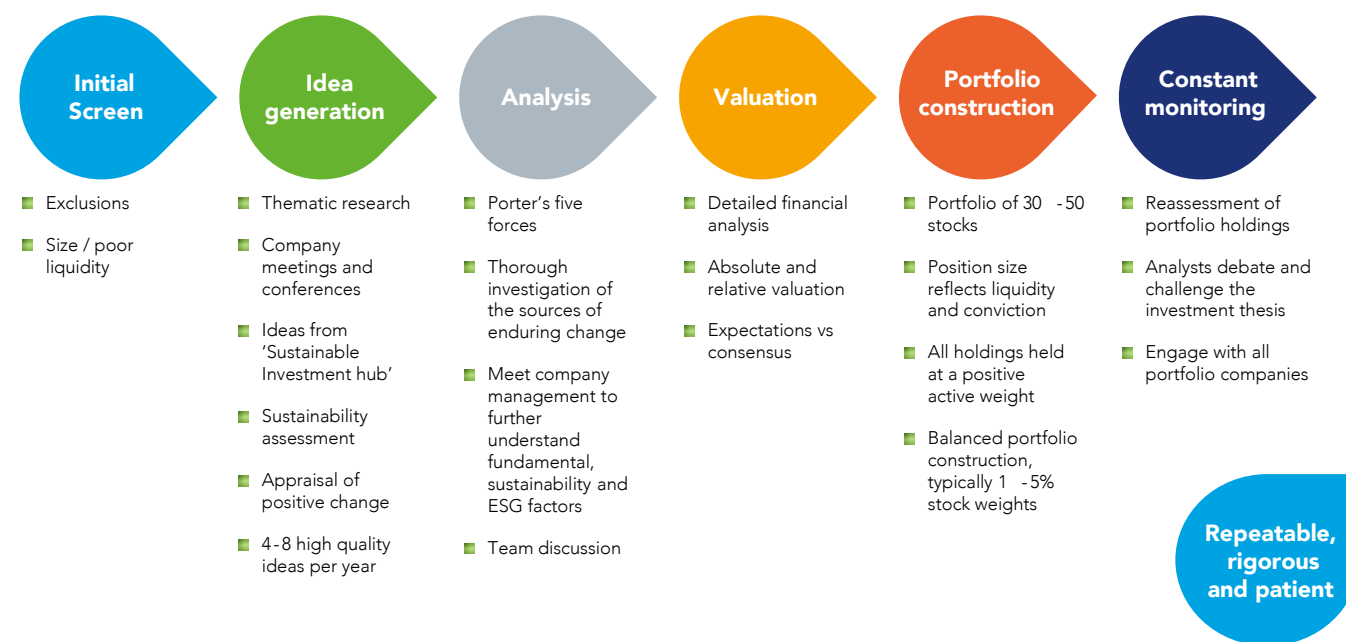 Initial
Screen
Exclusions
Size / poor
liquidity
Idea
generation
Thematic research
Company
meetings and
conferences
Ideas from
‘Sustainable
Investment hub’
Sustainability
assessment
Appraisal of
positive change
4-8 high quality
ideas per year
Analysis
Porter’s five
forces
Thorough
investigation of
the sources of
enduring change
Meet company
management to
further
understand
fundamental,
sustainability and
ESG factors
Team discussion
Valuation
Detailed financial
analysis
Absolute and
relative valuation
Expectations vs
consensus
Portfolio
construction
Portfolio of 30 -50
stocks
Position size
reflects liquidity
and conviction
All holdings held
at a positive
active weight
Balanced portfolio
construction,
typically 1 -5%
stock weights
Constant
monitoring
Reassessment of
portfolio holdings
Analysts debate and
challenge the
investment thesis
Engage with all
portfolio companies
Repeatable,
rigorous
and patient